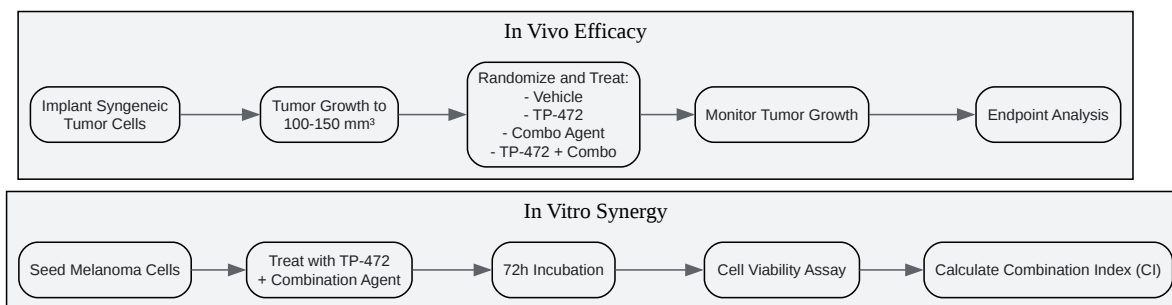 In Vivo Efficacy
Implant Syngeneic
Tumor Cells
Tumor Growth to
100-150 mm³
Randomize and Treat:
- Vehicle
- TP-472
- Combo Agent
- TP-472 + Combo
Monitor Tumor Growth
Endpoint Analysis
In Vitro Synergy
Seed Melanoma Cells
Treat with TP-472
+ Combination Agent
72h Incubation
Cell Viability Assay
Calculate Combination Index (CI)